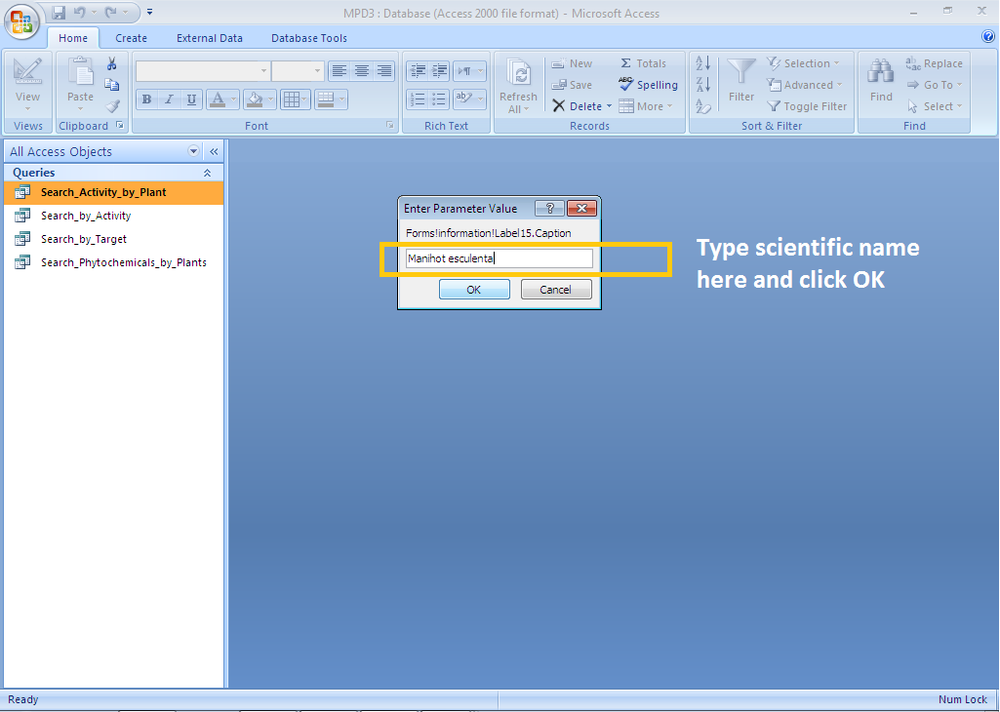 MPD3 : Database (Access 2000 file format) - Microsoft Access
Home Create External Data Database Tools
View
Views
Paste
Clipboard
B I U A
Font
ab
Rich Text
Refresh All
New
Save
Delete
Σ Totals
ABC Spelling
More
Records
A Z
Z A
Filter
Selection
Advanced
Toggle Filter
Sort & Filter
Find
Replace
Go To
Select
Find
All Access Objects
Queries
Search_Activity_by_Plant
Search_by_Activity
Search_by_Target
Search_Phytochemicals_by_Plants
Enter Parameter Value ?
Forms!information!Label15.Caption
Manihot esculenta
OK Cancel
Type scientific name
here and click OK
Ready Num Lock